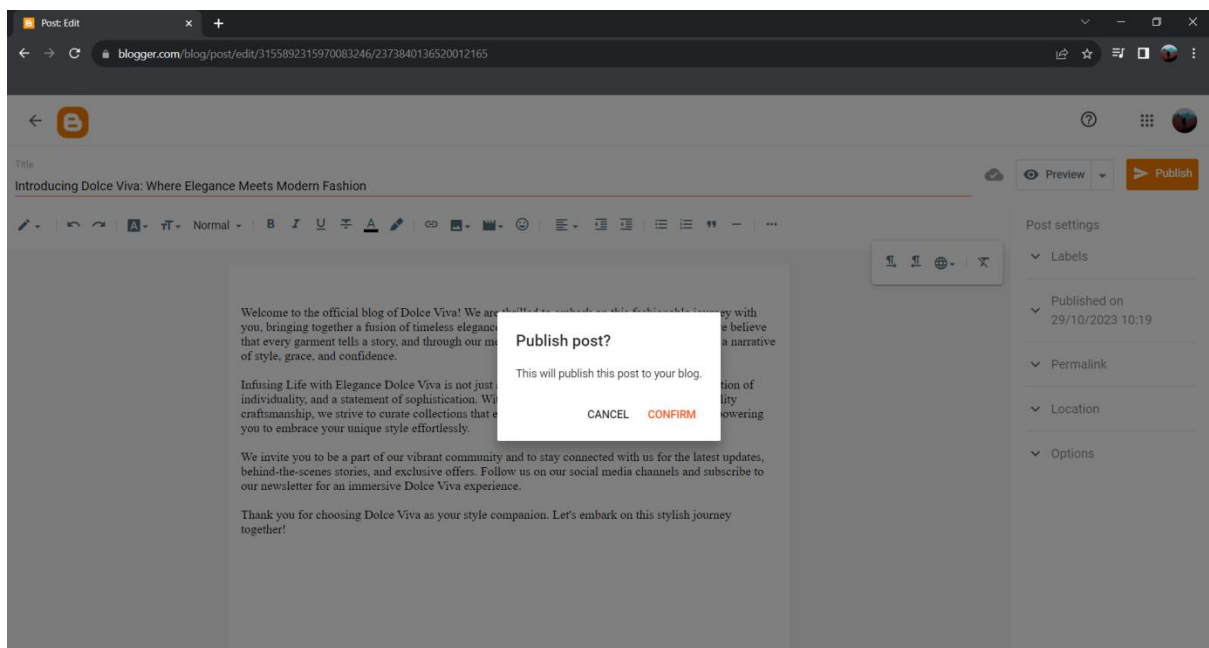 Post: Edit
blogger.com/blog/post/edit/3155892315970083246/2373840136520012165
Title
Introducing Dolce Viva: Where Elegance Meets Modern Fashion
Preview
Publish
Normal
B I U A
Post settings
Labels
Published on
29/10/2023 10:19
Permalink
Location
Options
Welcome to the official blog of Dolce Viva! We are thrilled to embark on this fashionable journey with
you, bringing together a fusion of timeless elegance e believe
that every garment tells a story, and through our a narrative
of style, grace, and confidence.
Infusing Life with Elegance Dolce Viva is not just tion of
individuality, and a statement of sophistication. lity
craftsmanship, we strive to curate collections that owering
you to embrace your unique style effortlessly.
We invite you to be a part of our vibrant community and to stay connected with us for the latest updates,
behind-the-scenes stories, and exclusive offers. Follow us on our social media channels and subscribe to
our newsletter for an immersive Dolce Viva experience.
Thank you for choosing Dolce Viva as your style companion. Let's embark on this stylish journey
together!
Publish post?
This will publish this post to your blog.
CANCEL CONFIRM